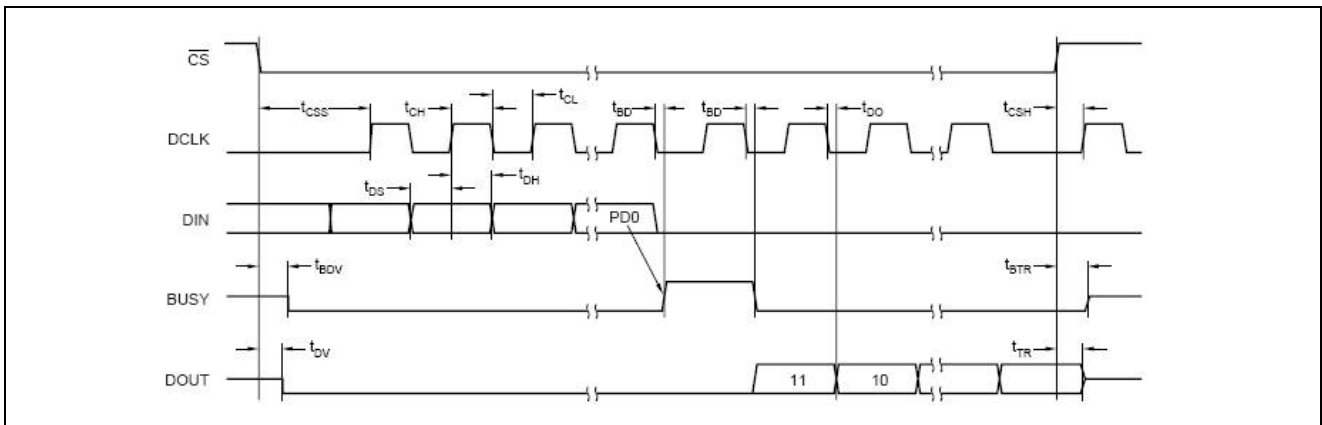 CS
tCSS tCH tCL tBD tBD tDO tCSH
DCLK
tDS tDH
DIN
PD0
tBDV tBTR
BUSY
tDV tTR
DOUT
11 10